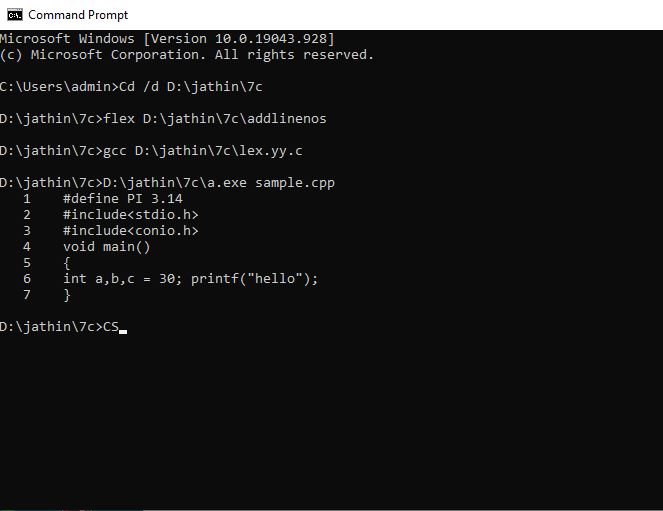 Command Prompt
Microsoft Windows [Version 10.0.19043.928]
(c) Microsoft Corporation. All rights reserved.
C:\Users\admin>Cd /d D:\jathin\7c
D:\jathin\7c>flex D:\jathin\7c\addlinenos
D:\jathin\7c>gcc D:\jathin\7c\lex.yy.c
D:\jathin\7c>D:\jathin\7c\a.exe sample.cpp
1 #define PI 3.14
2 #include<stdio.h>
3 #include<conio.h>
4 void main()
5 {
6 int a,b,c = 30; printf("hello");
7 }
D:\jathin\7c>CS